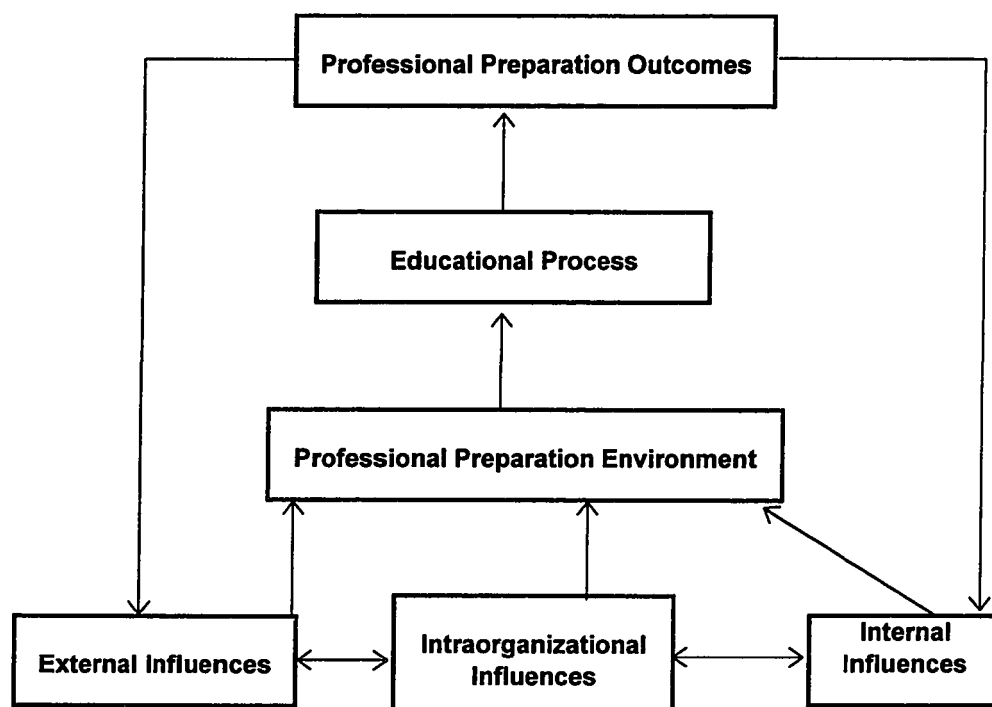 Professional Preparation Outcomes
Educational Process
Professional Preparation Environment
External Influences
Intraorganizational
Influences
Internal
Influences